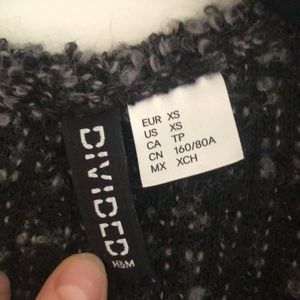 EUR XS
US XS
CA TP
CN 160/80A
MX XCH
DIVIDED
H&M